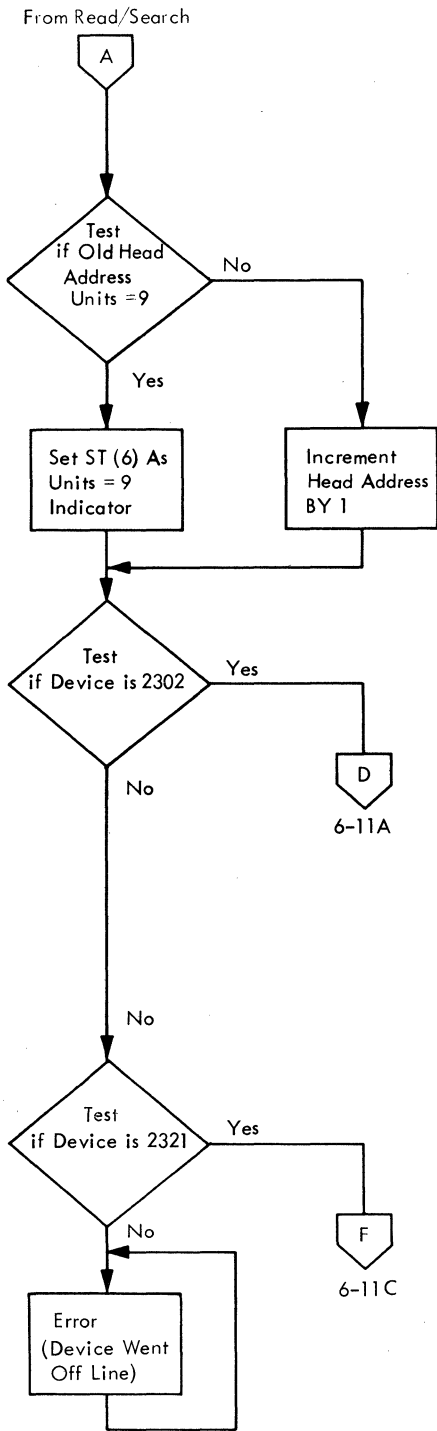 From Read/Search
A
Test
if Old Head
Address
Units = 9
No
Yes
Set ST (6) As
Units = 9
Indicator
Increment
Head Address
BY 1
Test
if Device is 2302
Yes
No
D
6-11A
No
Test
if Device is 2321
Yes
No
F
6-11C
Error
(Device Went
Off Line)